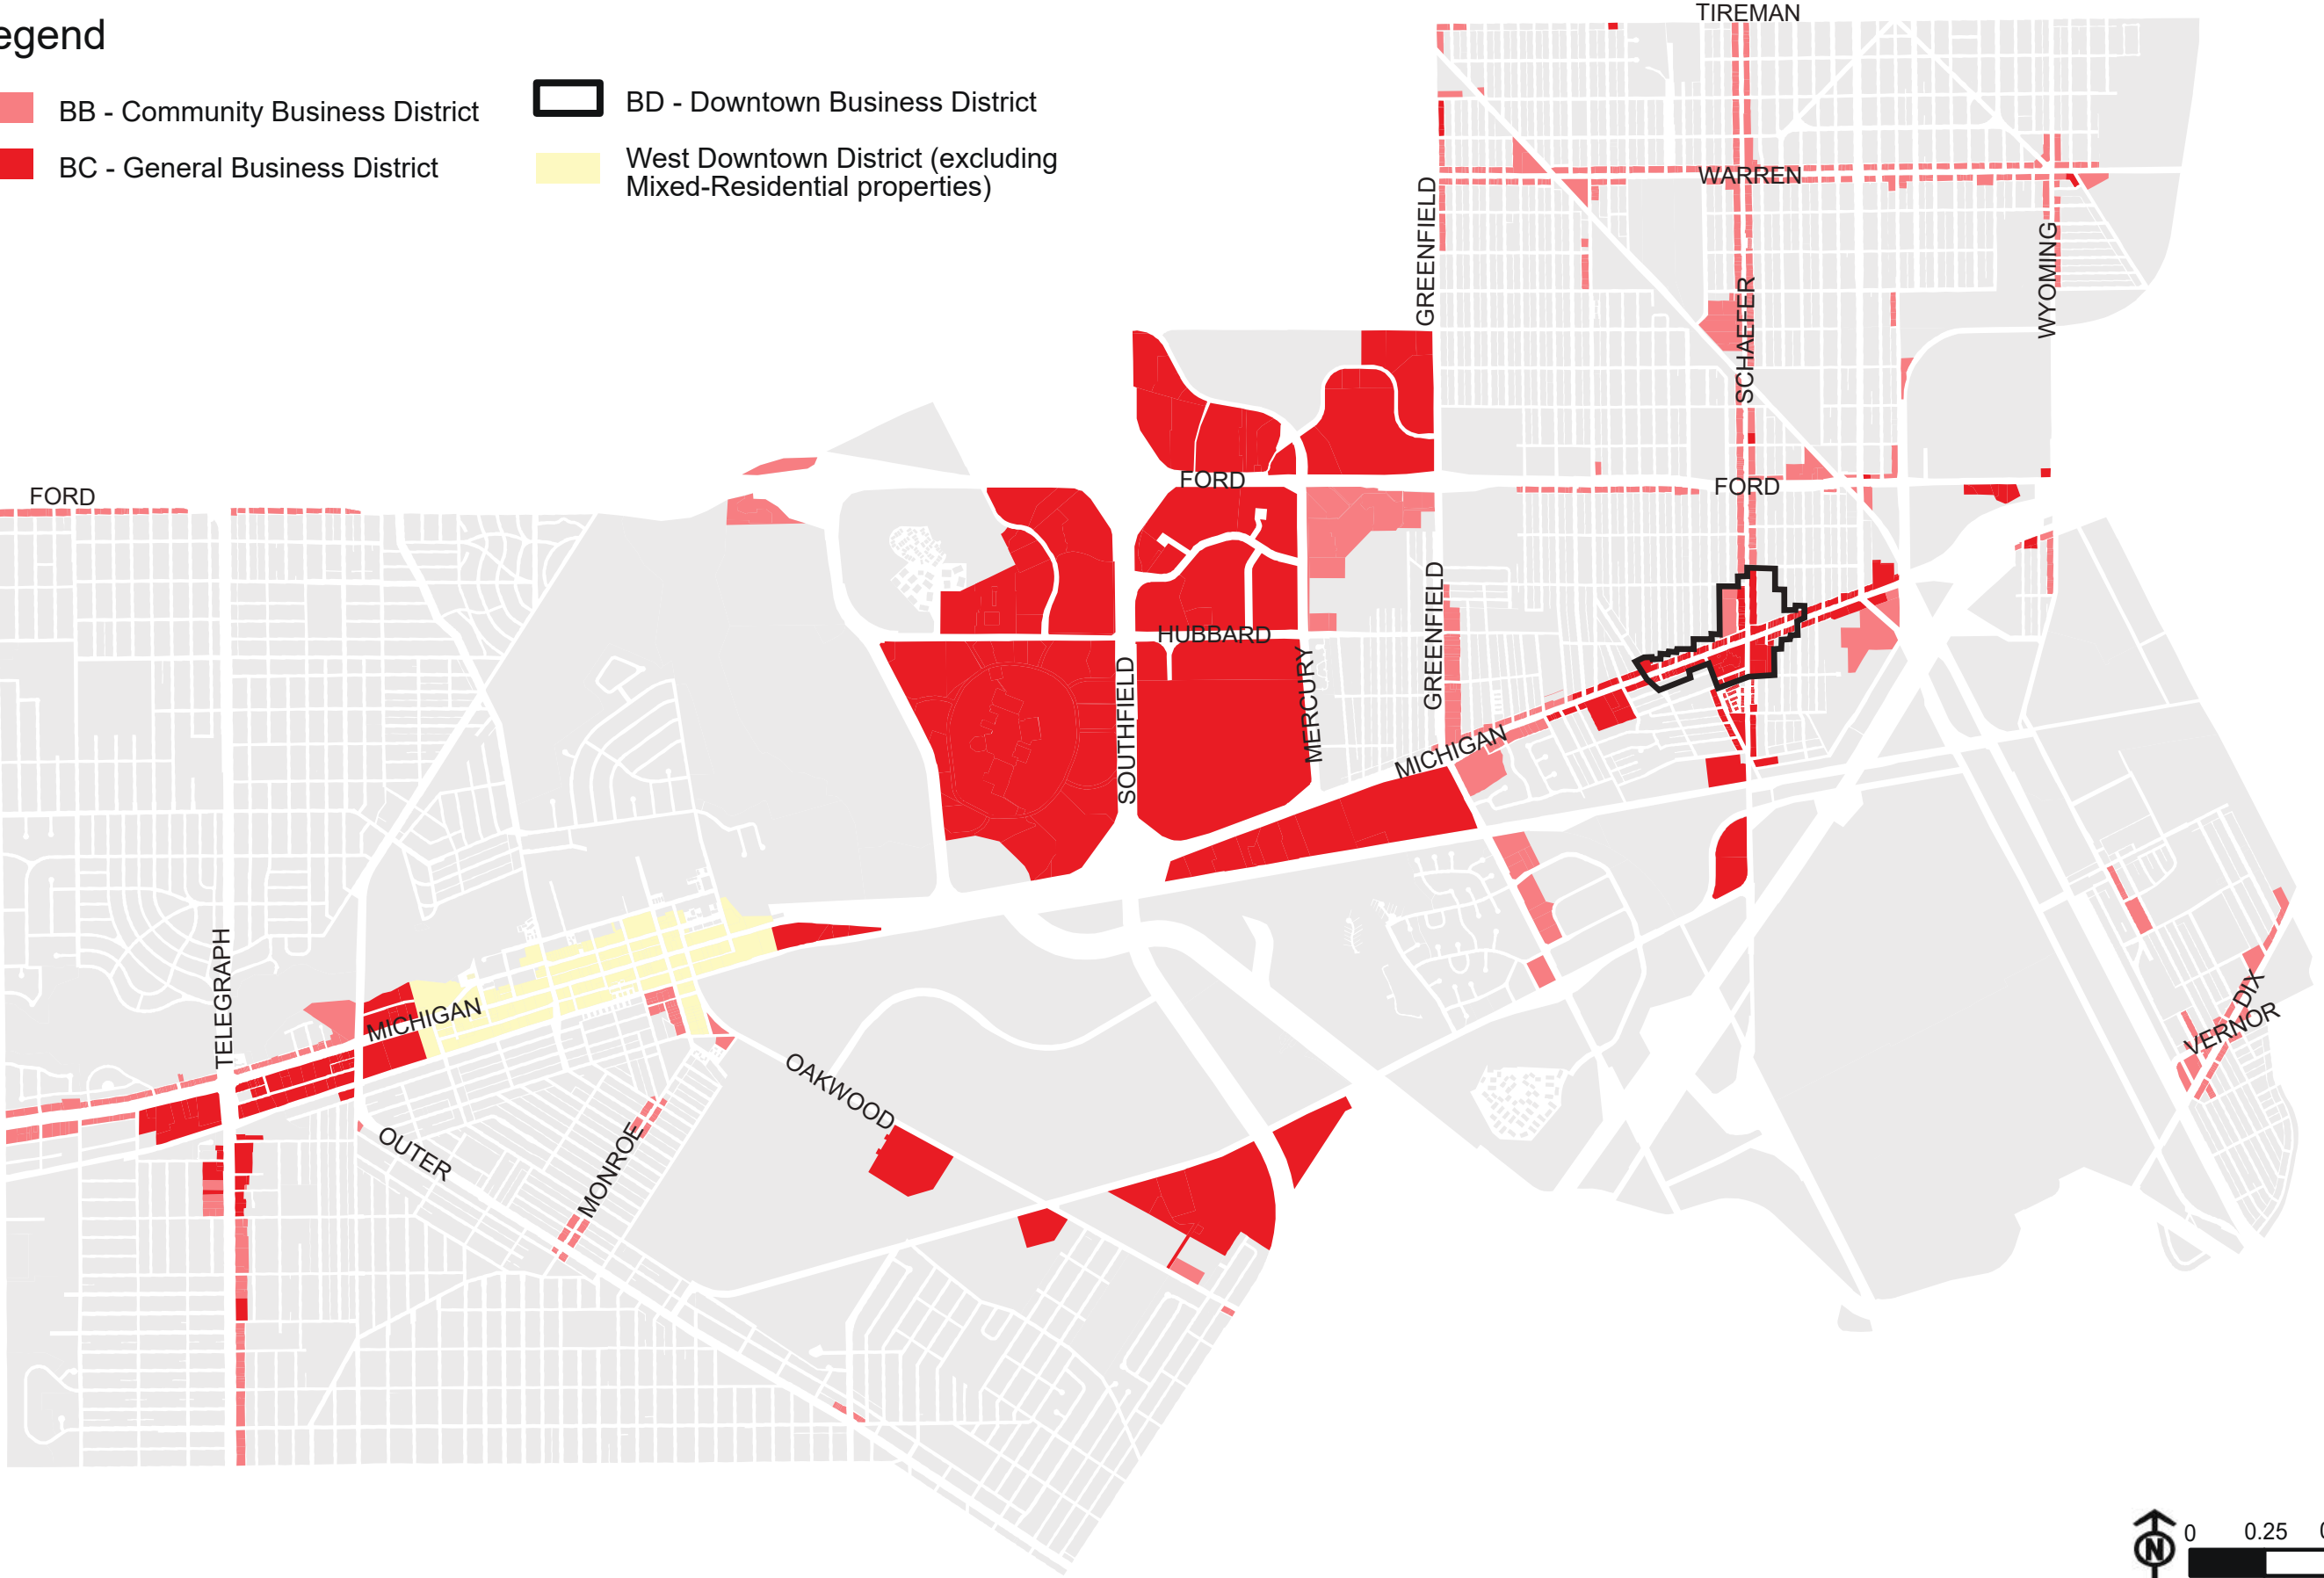 egend
BB - Community Business District
BC - General Business District
BD - Downtown Business District
West Downtown District (excluding
Mixed-Residential properties)
TIREMAN
WARREN
GREENFIELD
WYOMING
SCHAEFER
FORD
FORD
FORD
HUBBARD
GREENFIELD
SOUTHFIELD
MERCURY
MICHIGAN
TELEGRAPH
MICHIGAN
DIX
VERNOR
OAKWOOD
OUTER
MONROE
N
0 0.25